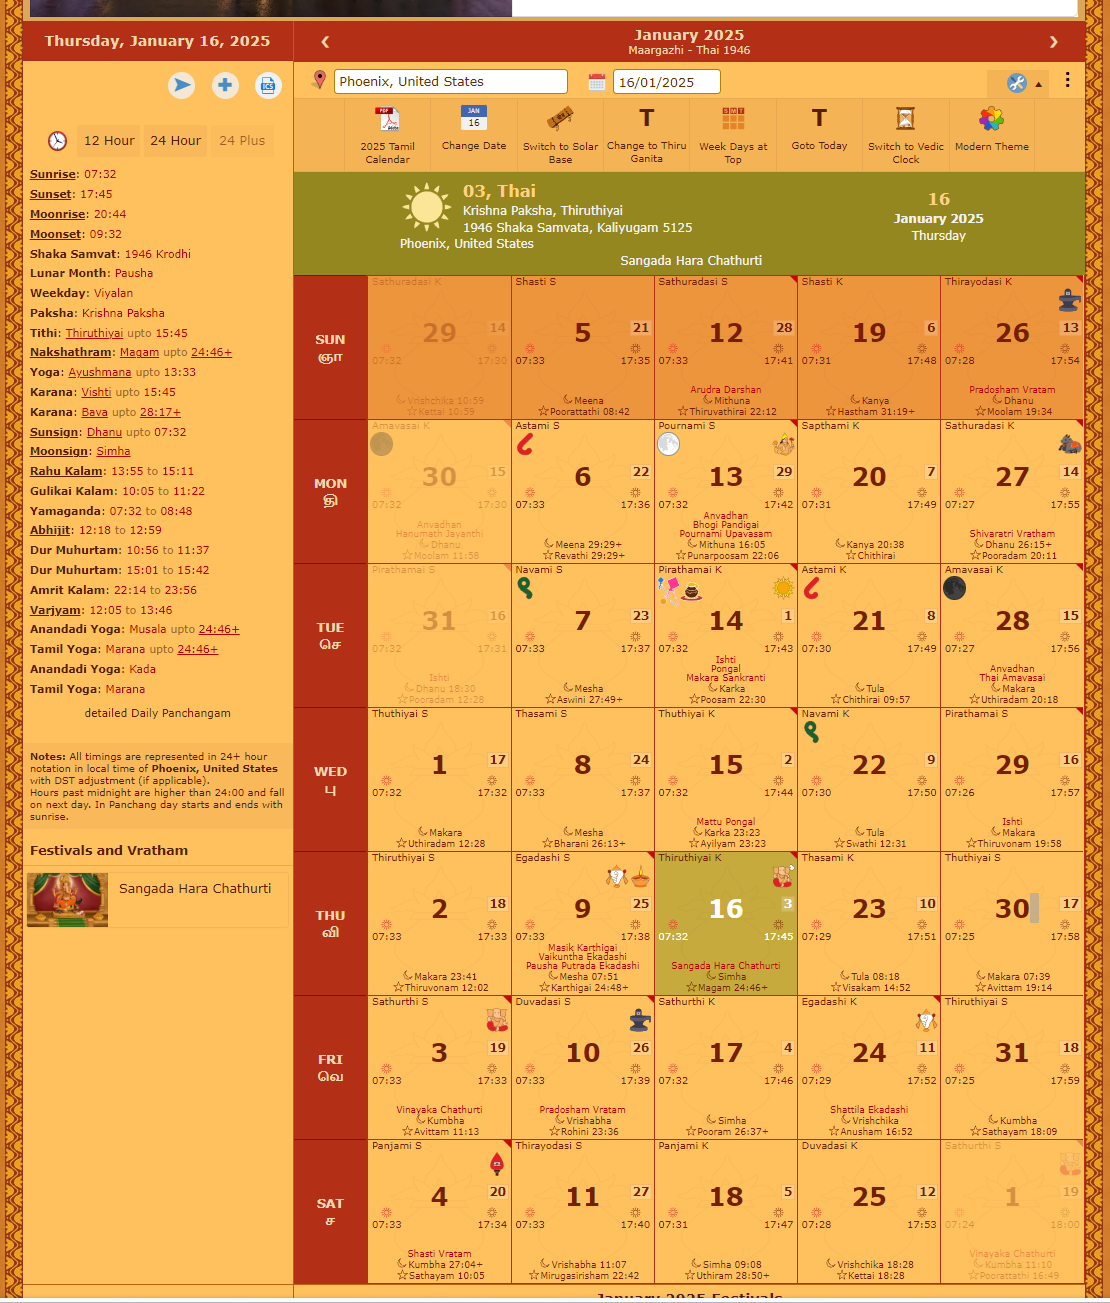 Thursday, January 16, 2025
12 Hour
24 Hour
24 Plus
Sunrise: 07:32
Sunset: 17:45
Moonrise: 20:44
Moonset: 09:32
Shaka Samvat: 1946 Krodhi
Lunar Month: Pausha
Weekday: Viyalan
Paksha: Krishna Paksha
Tithi: Thiruthiyai upto 15:45
Nakshathram: Magam upto 24:46+
Yoga: Ayushmana upto 13:33
Karana: Vishti upto 15:45
Karana: Bava upto 28:17+
Sunsign: Dhanu upto 07:32
Moonsign: Simha
Rahu Kalam: 13:55 to 15:11
Gulikai Kalam: 10:05 to 11:22
Yamaganda: 07:32 to 08:48
Abhijit: 12:18 to 12:59
Dur Muhurtam: 10:56 to 11:37
Dur Muhurtam: 15:01 to 15:42
Amrit Kalam: 22:14 to 23:56
Varjyam: 12:05 to 13:46
Anandadi Yoga: Musala upto 24:46+
Tamil Yoga: Marana upto 24:46+
Anandadi Yoga: Kada
Tamil Yoga: Marana
detailed Daily Panchangam
Notes: All timings are represented in 24+ hour
notation in local time of Phoenix, United States
with DST adjustment (if applicable).
Hours past midnight are higher than 24:00 and fall
on next day. In Panchang day starts and ends with
sunrise.
Festivals and Vratham
Sangada Hara Chathurti
January 2025
Maargazhi - Thai 1946
Phoenix, United States
16/01/2025
2025 Tamil
Calendar
JAN
16
Change Date
Switch to Solar
Base
T
Change to Thiru
Ganita
S M T
Week Days at
Top
T
Goto Today
Switch to Vedic
Clock
Modern Theme
03, Thai
Krishna Paksha, Thiruthiyai
1946 Shaka Samvata, Kaliyugam 5125
Phoenix, United States
16
January 2025
Thursday
Sangada Hara Chathurti
SUN
ஞா
Sathuradasi K
29 14
07:32 17:30
Vrishchika 10:59
Kettai 10:59
Shasti S
5 21
07:33 17:35
Meena
Poorattathi 08:42
Sathuradasi S
12 28
07:33 17:41
Arudra Darshan
Mithuna
Thiruvathirai 22:12
Shasti K
19 6
07:31 17:48
Kanya
Hastham 31:19+
Thirayodasi K
26 13
07:28 17:54
Pradosham Vratam
Dhanu
Moolam 19:34
MON
தி
Amavasai K
30 15
07:32 17:30
Anvadhan
Hanumath Jayanthi
Dhanu
Moolam 11:58
Astami S
6 22
07:33 17:36
Meena 29:29+
Revathi 29:29+
Pournami S
13 29
07:32 17:42
Anvadhan
Bhogi Pandigai
Pournami Upavasam
Mithuna 16:05
Punarpoosam 22:06
Sapthami K
20 7
07:31 17:49
Kanya 20:38
Chithirai
Sathuradasi K
27 14
07:27 17:55
Shivaratri Vratham
Dhanu 26:15+
Pooradam 20:11
TUE
செ
Pirathamai S
31 16
07:32 17:31
Ishti
Dhanu 18:30
Pooradam 12:28
Navami S
7 23
07:33 17:37
Mesha
Aswini 27:49+
Pirathamai K
14 1
07:32 17:43
Ishti
Pongal
Makara Sankranti
Karka
Poosam 22:30
Astami K
21 8
07:30 17:49
Tula
Chithirai 09:57
Amavasai K
28 15
07:27 17:56
Anvadhan
Thai Amavasai
Makara
Uthiradam 20:18
WED
பு
Thuthiyai S
1 17
07:32 17:32
Makara
Uthiradam 12:28
Thasami S
8 24
07:33 17:37
Mesha
Bharani 26:13+
Thuthiyai K
15 2
07:32 17:44
Mattu Pongal
Karka 23:23
Ayilyam 23:23
Navami K
22 9
07:30 17:50
Tula
Swathi 12:31
Pirathamai S
29 16
07:26 17:57
Ishti
Makara
Thiruvonam 19:58
THU
வி
Thiruthiyai S
2 18
07:33 17:33
Makara 23:41
Thiruvonam 12:02
Egadashi S
9 25
07:33 17:38
Masik Karthigai
Vaikuntha Ekadashi
Pausha Putrada Ekadashi
Mesha 07:51
Karthigai 24:48+
Thiruthiyai K
16 3
07:32 17:45
Sangada Hara Chathurti
Simha
Magam 24:46+
Thasami K
23 10
07:29 17:51
Tula 08:18
Visakam 14:52
Thuthiyai S
30 17
07:25 17:58
Makara 07:39
Avittam 19:14
FRI
வெ
Sathurthi S
3 19
07:33 17:33
Vinayaka Chathurti
Kumbha
Avittam 11:13
Duvadasi S
10 26
07:33 17:39
Pradosham Vratam
Vrishabha
Rohini 23:36
Sathurthi K
17 4
07:32 17:46
Simha
Pooram 26:37+
Egadashi K
24 11
07:29 17:52
Shattila Ekadashi
Vrishchika
Anusham 16:52
Thiruthiyai S
31 18
07:25 17:59
Kumbha
Sathayam 18:09
SAT
ச
Panjami S
4 20
07:33 17:34
Shasti Vratam
Kumbha 27:04+
Sathayam 10:05
Thirayodasi S
11 27
07:33 17:40
Vrishabha 11:07
Mirugasirisham 22:42
Panjami K
18 5
07:31 17:47
Simha 09:08
Uthiram 28:50+
Duvadasi K
25 12
07:28 17:53
Vrishchika 18:28
Kettai 18:28
Sathurthi S
1 19
07:24 18:00
Vinayaka Chathurti
Kumbha 11:10
Poorattathi 16:49
January 2025 Festivals